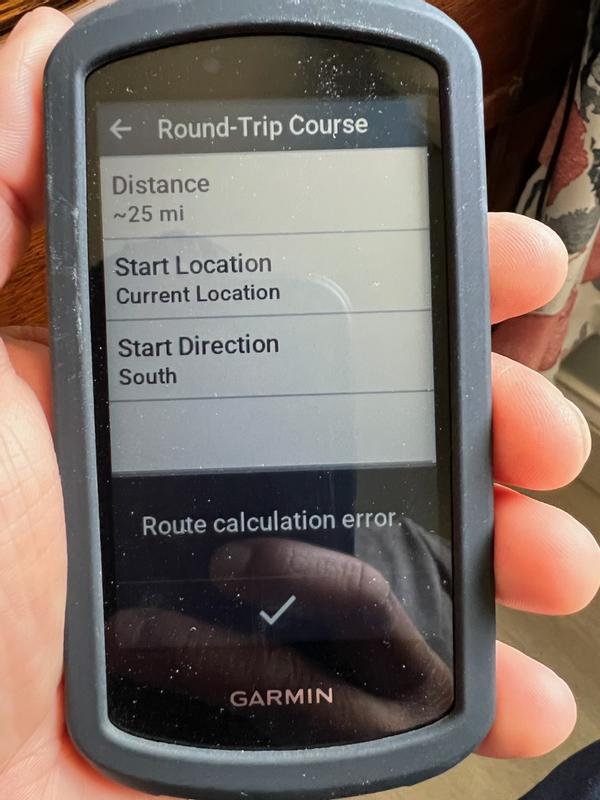 ← Round-Trip Course
Distance
~25 mi
Start Location
Current Location
Start Direction
South
Route calculation error.
GARMIN